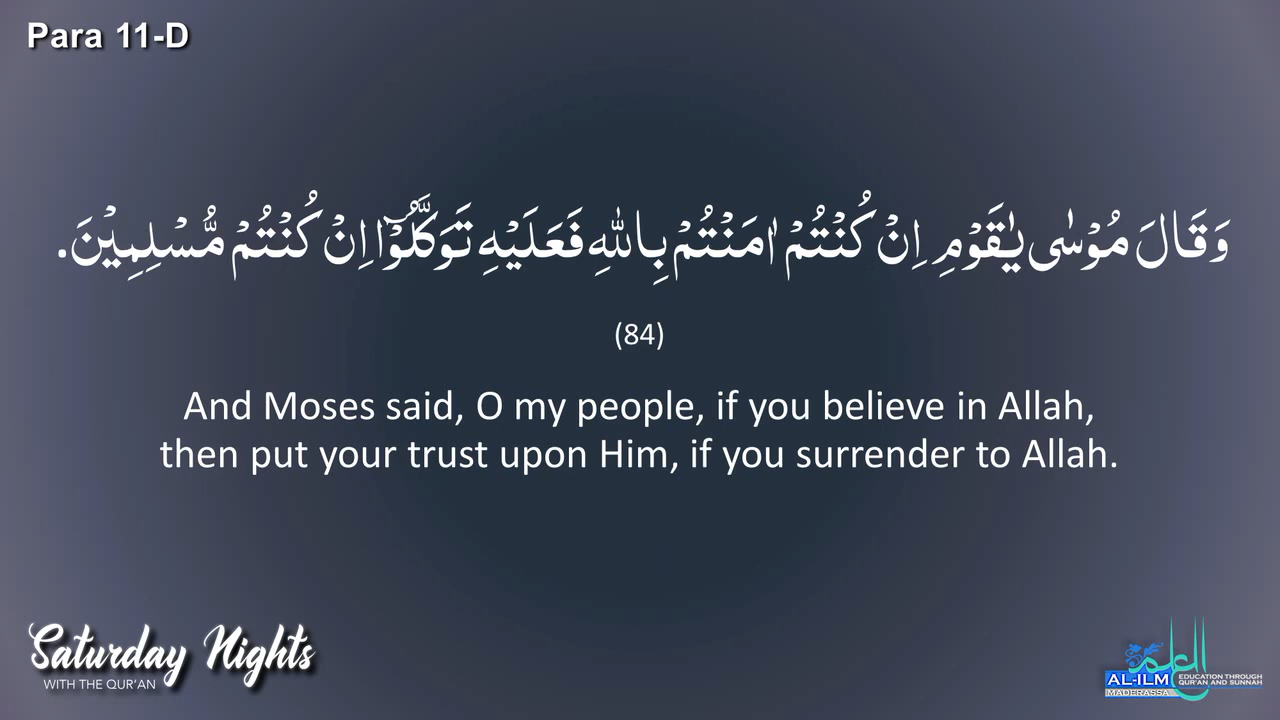 Para 11-D
وَقَالَ مُوْسٰى يٰقَوْمِ اِنْ كُنْتُمْ اٰمَنْتُمْ بِاللّٰهِ فَعَلَيْهِ تَوَكَّلُوْۤا اِنْ كُنْتُمْ مُّسْلِمِيْنَ.
(84)
And Moses said, O my people, if you believe in Allah,
then put your trust upon Him, if you surrender to Allah.
Saturday Nights
WITH THE QUR'AN
العلم
AL-ILM
MADERASSA
EDUCATION THROUGH
QUR'AN AND SUNNAH